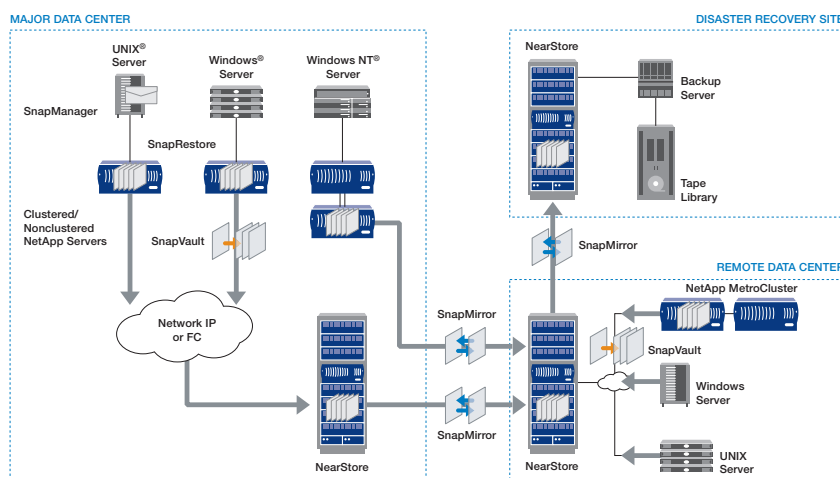 MAJOR DATA CENTER
UNIX®
Server
Windows®
Server
Windows NT®
Server
SnapManager
SnapRestore
Clustered/
Nonclustered
NetApp Servers
SnapVault
Network IP
or FC
NearStore
SnapMirror
SnapMirror
DISASTER RECOVERY SITE
NearStore
Backup
Server
Tape
Library
SnapMirror
REMOTE DATA CENTER
NetApp MetroCluster
SnapVault
Windows
Server
UNIX
Server
NearStore